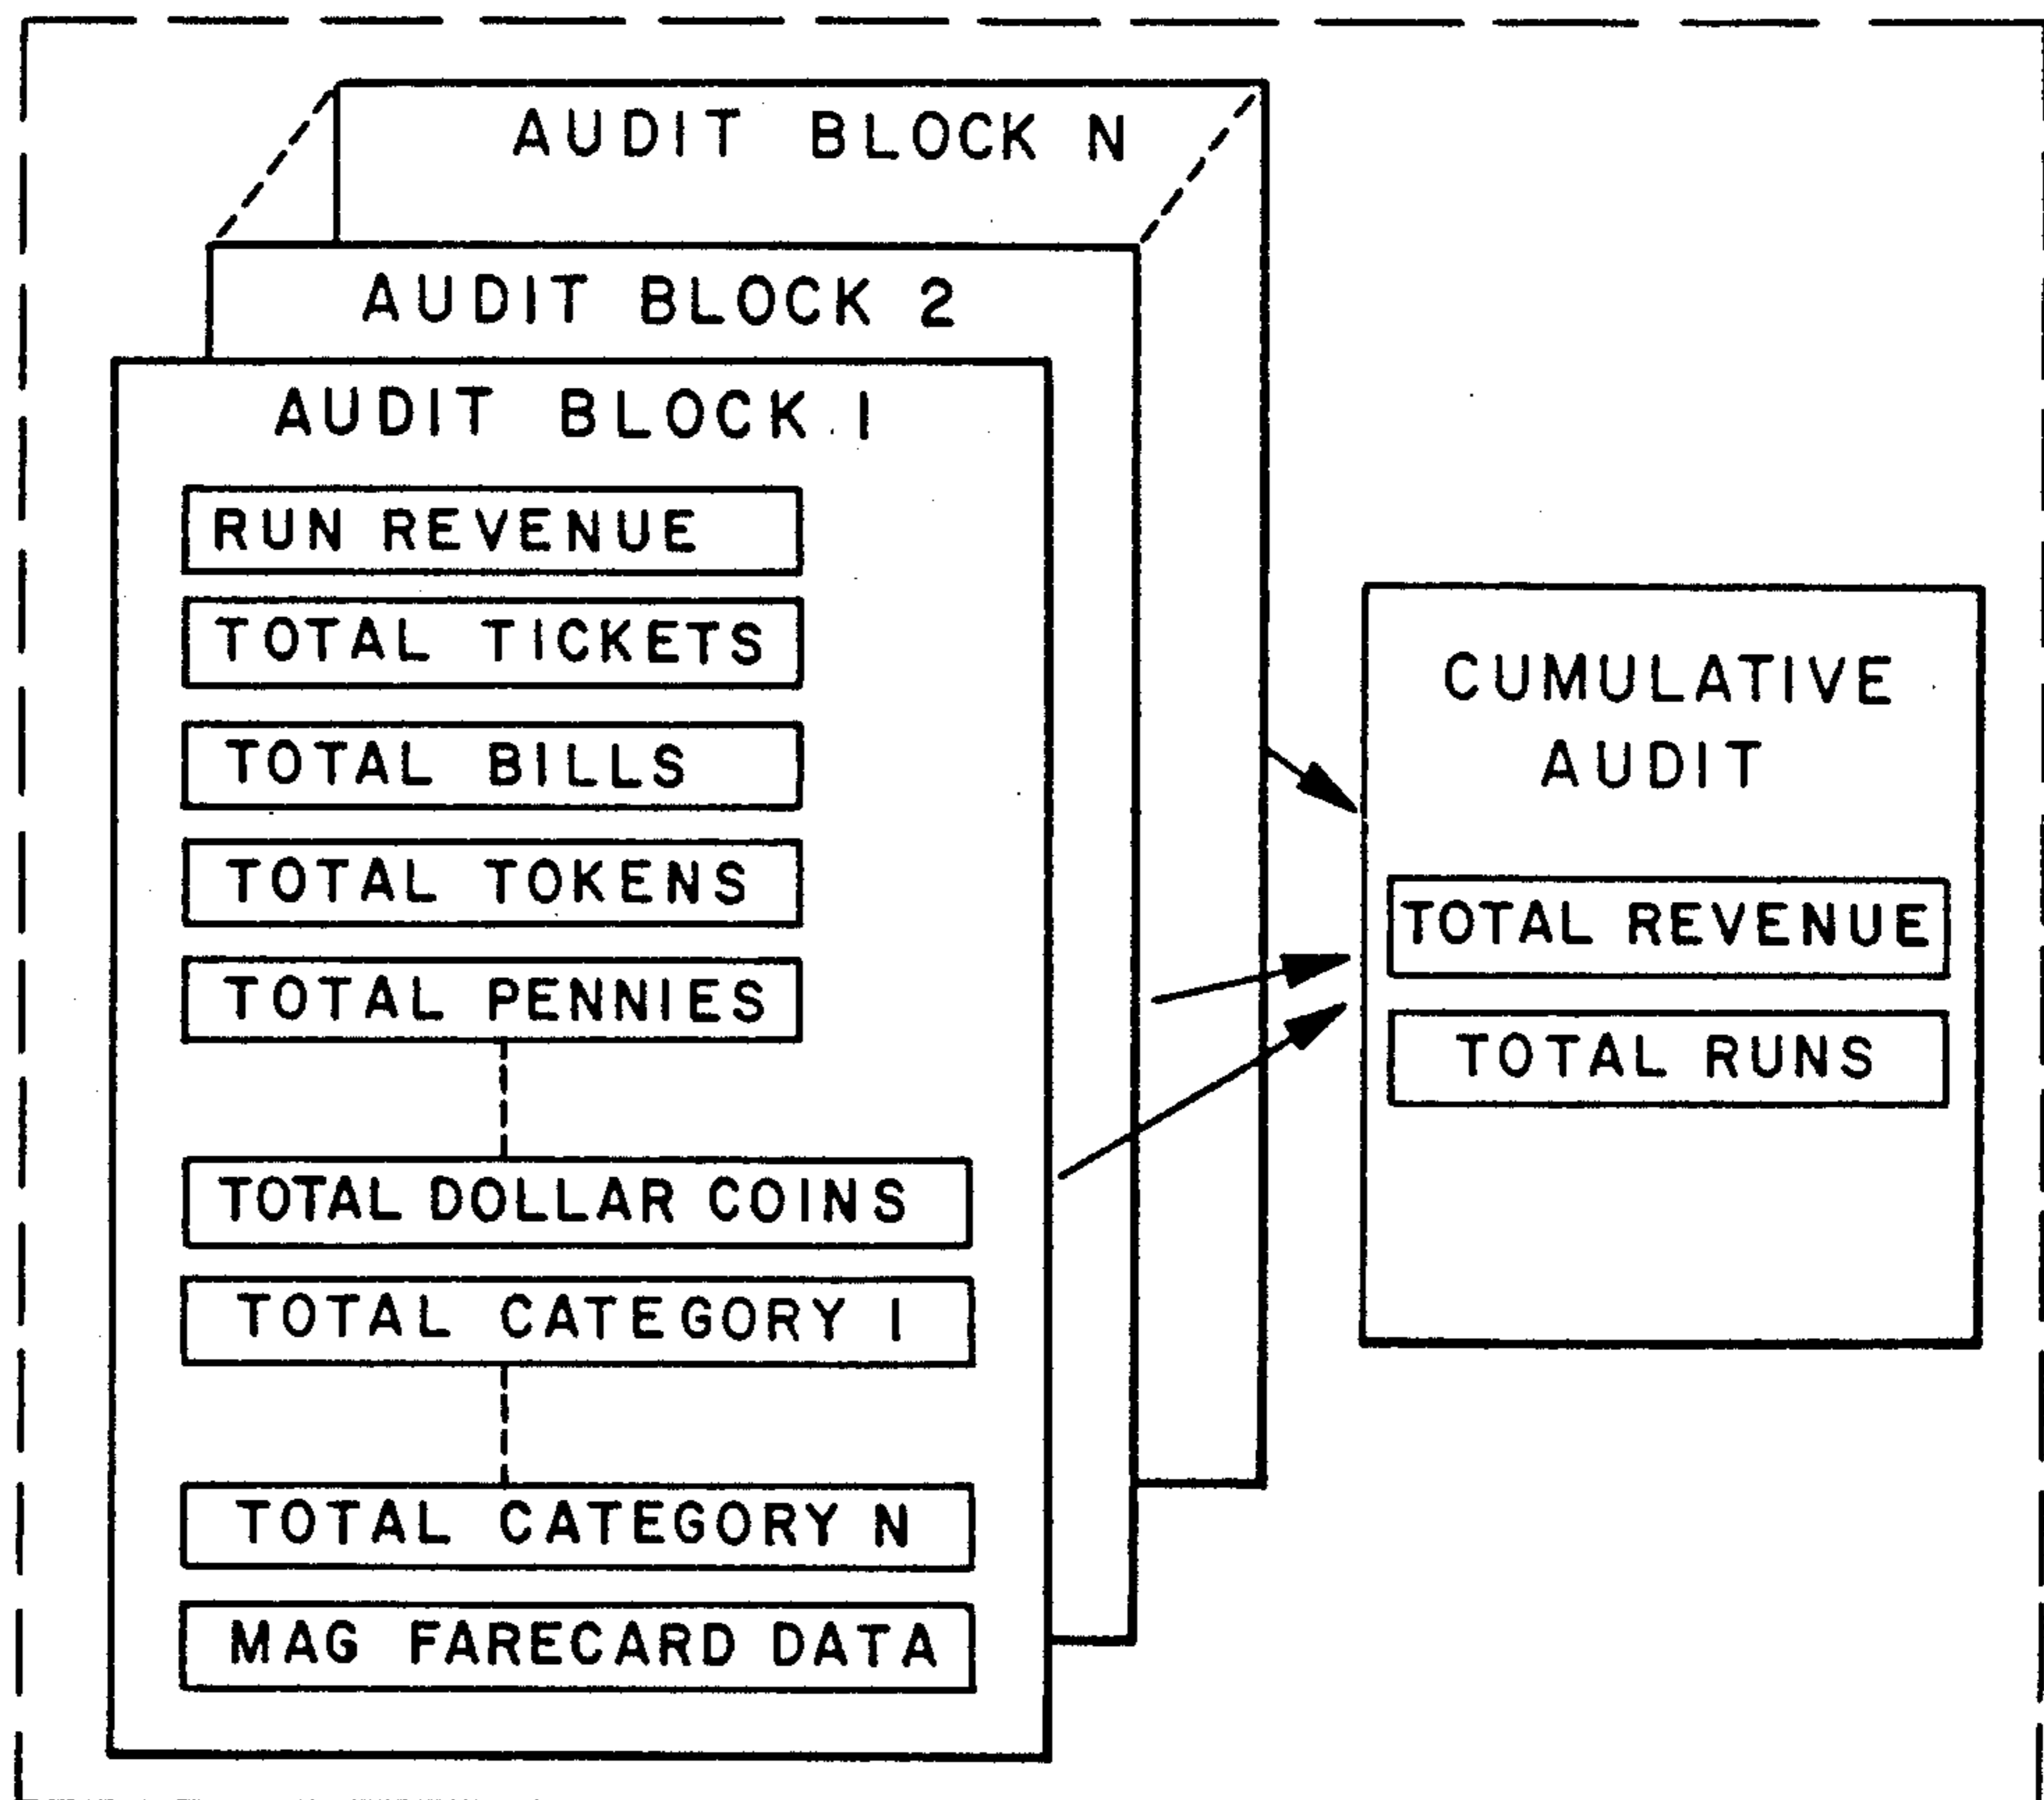 AUDIT BLOCK N
AUDIT BLOCK 2
AUDIT BLOCK 1
RUN REVENUE
TOTAL TICKETS
TOTAL BILLS
TOTAL TOKENS
TOTAL PENNIES
TOTAL DOLLAR COINS
TOTAL CATEGORY 1
TOTAL CATEGORY N
MAG FARECARD DATA
CUMULATIVE
AUDIT
TOTAL REVENUE
TOTAL RUNS